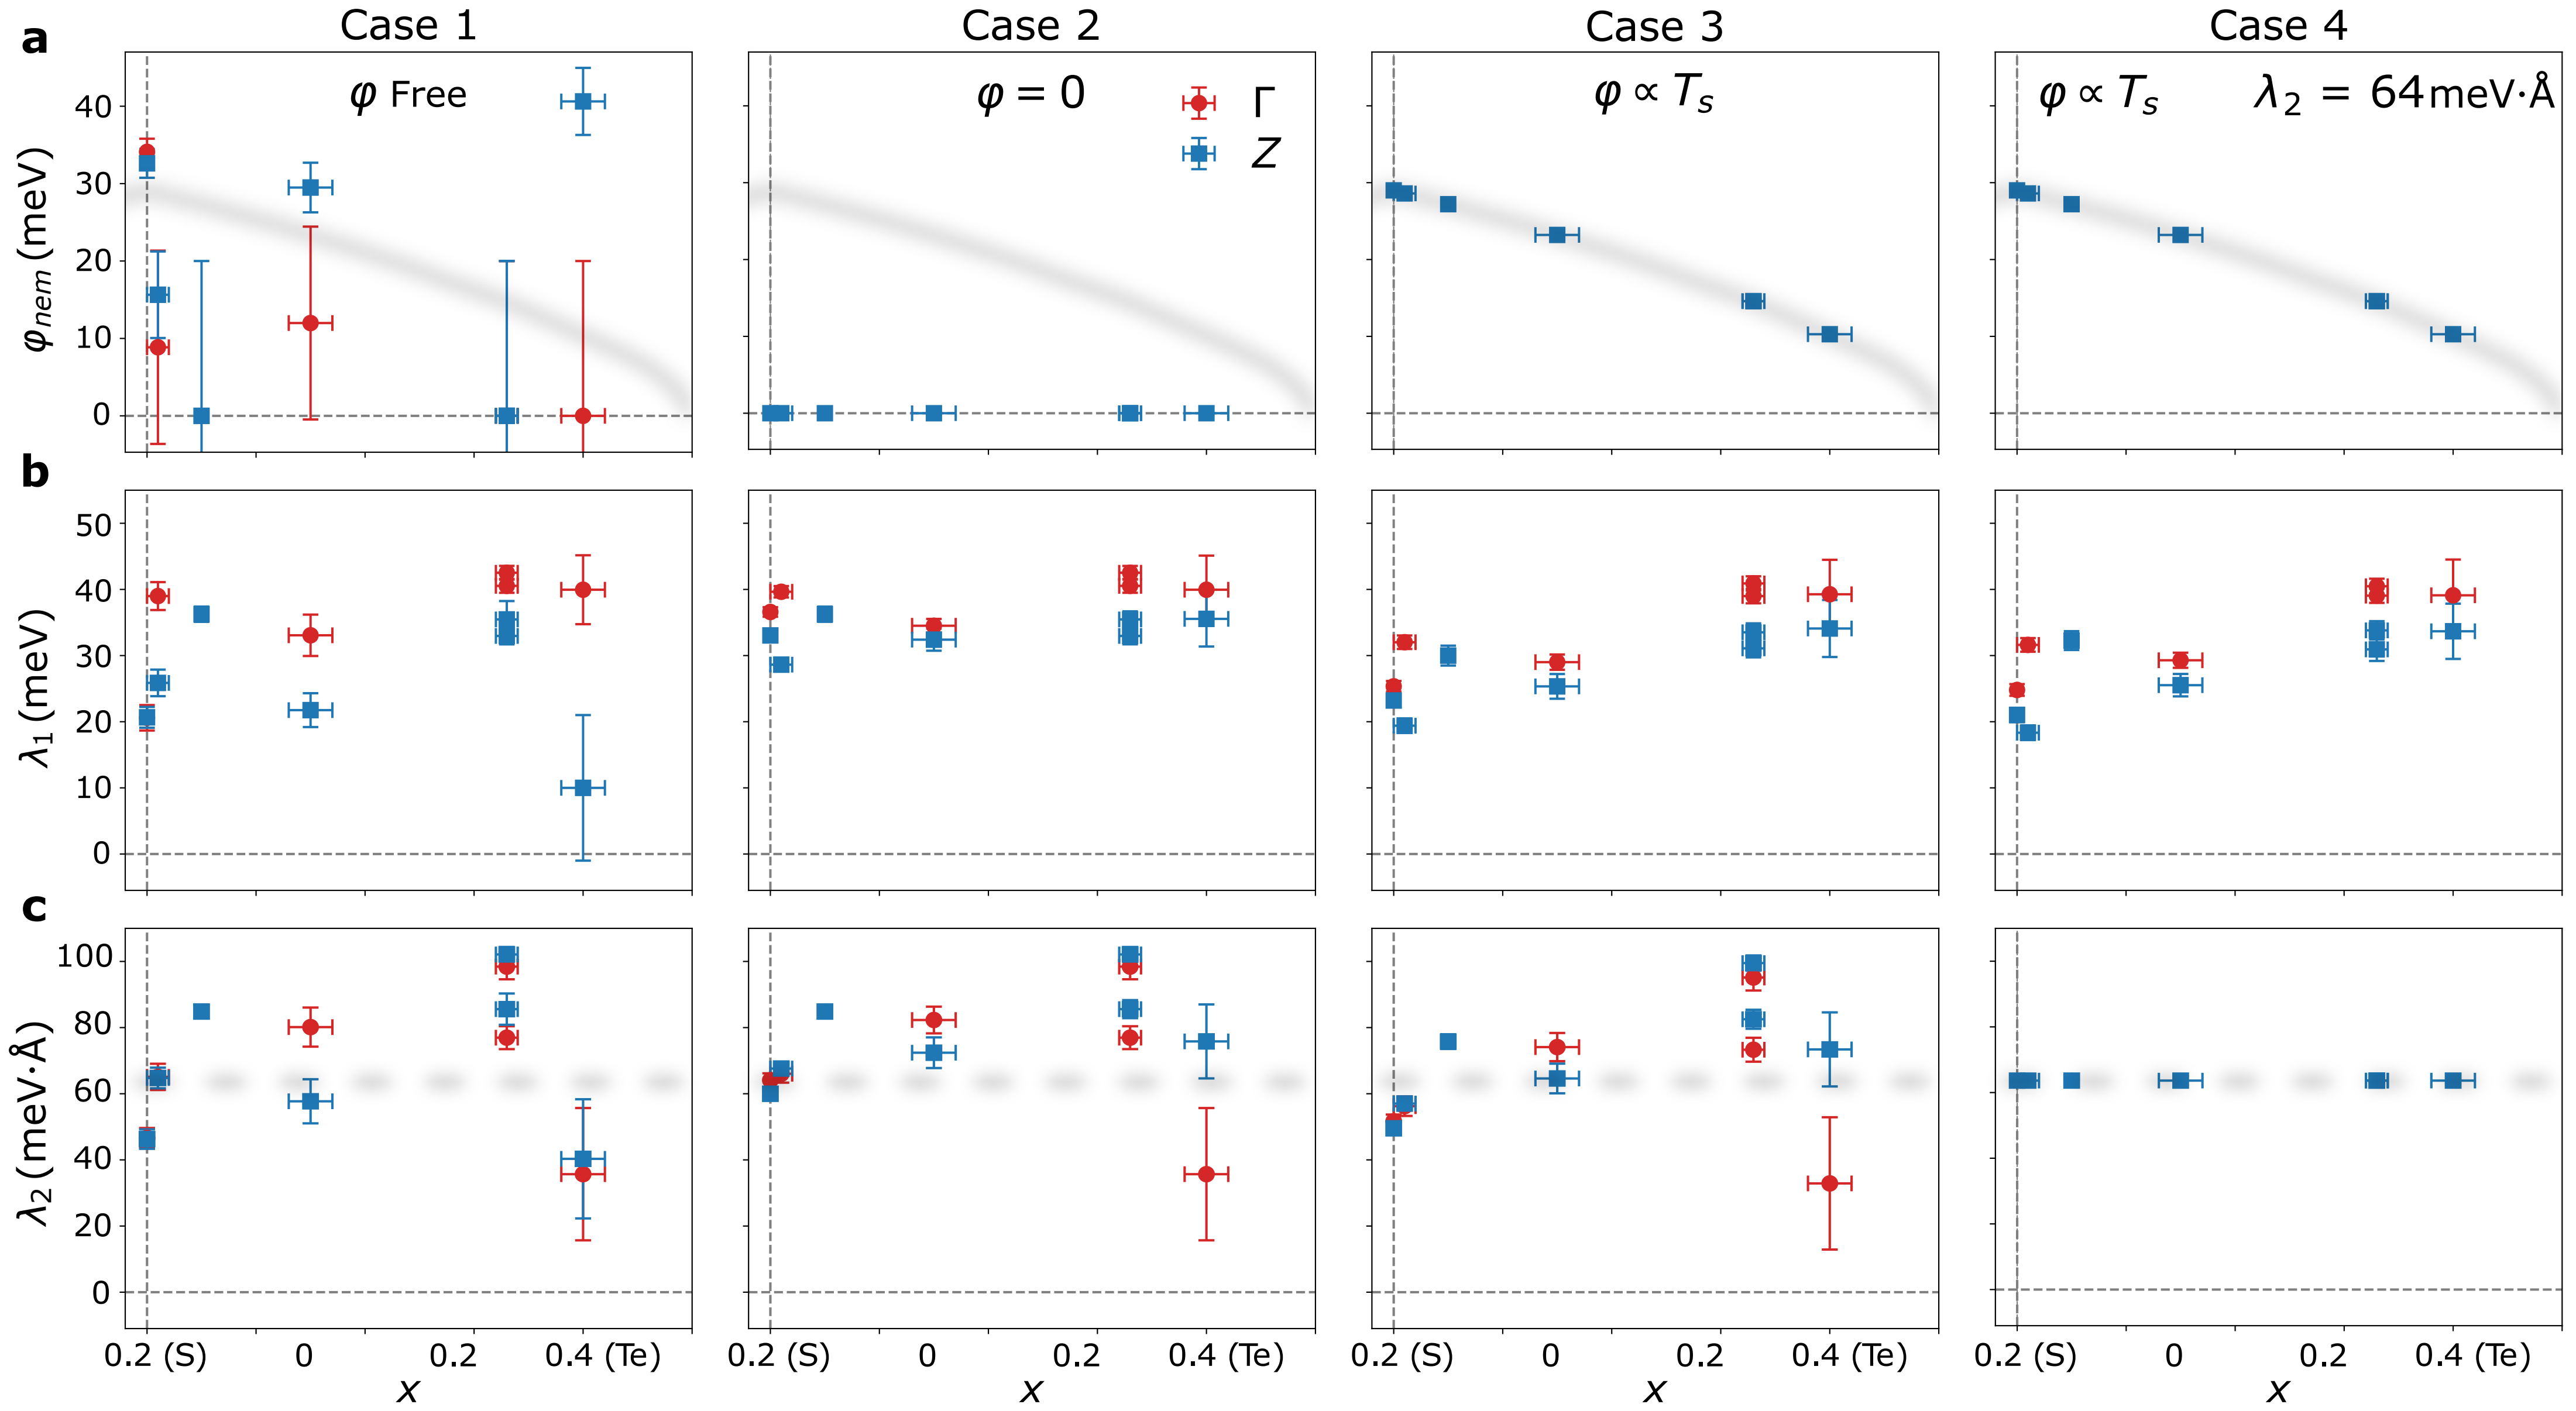 Case 1 Case 2 Case 3 Case 4
a
φ Free φ = 0 φ ∝ Ts φ ∝ Ts λ2 = 64meV·Å
Γ
Z
φnem (meV)
40
30
20
10
0
b
λ1 (meV)
50
40
30
20
10
0
c
λ2 (meV·Å)
100
80
60
40
20
0
0.2 (S) 0 0.2 0.4 (Te) 0.2 (S) 0 0.2 0.4 (Te) 0.2 (S) 0 0.2 0.4 (Te) 0.2 (S) 0 0.2 0.4 (Te)
x x x x